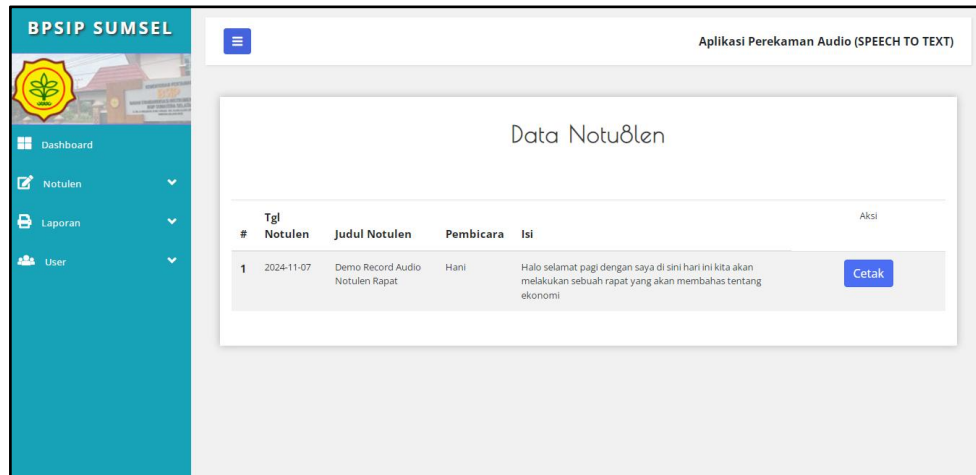 BPSIP SUMSEL
Aplikasi Perekaman Audio (SPEECH TO TEXT)
Dashboard
Notulen
Laporan
User
Data Notu8len
# Tgl Notulen Judul Notulen Pembicara Isi Aksi
1 2024-11-07 Demo Record Audio Notulen Rapat Hani Halo selamat pagi dengan saya di sini hari ini kita akan
melakukan sebuah rapat yang akan membahas tentang
ekonomi
Cetak